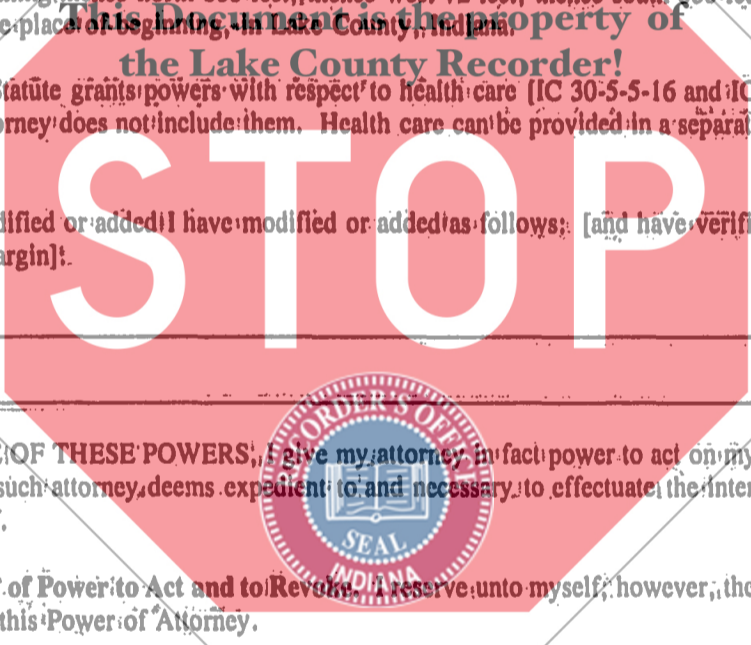 This Document is the property of
place of beginning, in Lake County, Indiana.
the Lake County Recorder!
Statute grants powers with respect to health care [IC 30-5-5-16 and IC
rney does not include them. Health care can be provided in a separat
STOP
dified or added I have modified or added as follows: [and have verifi
argin].
RECORDER'S OFFICE
OF THESE POWERS, I give my attorney in fact power to act on my
such attorney deems expedient to and necessary to effectuate the inten
SEAL
INDIANA
of Power to Act and to Revoke. I reserve unto myself, however, the
this Power of Attorney.